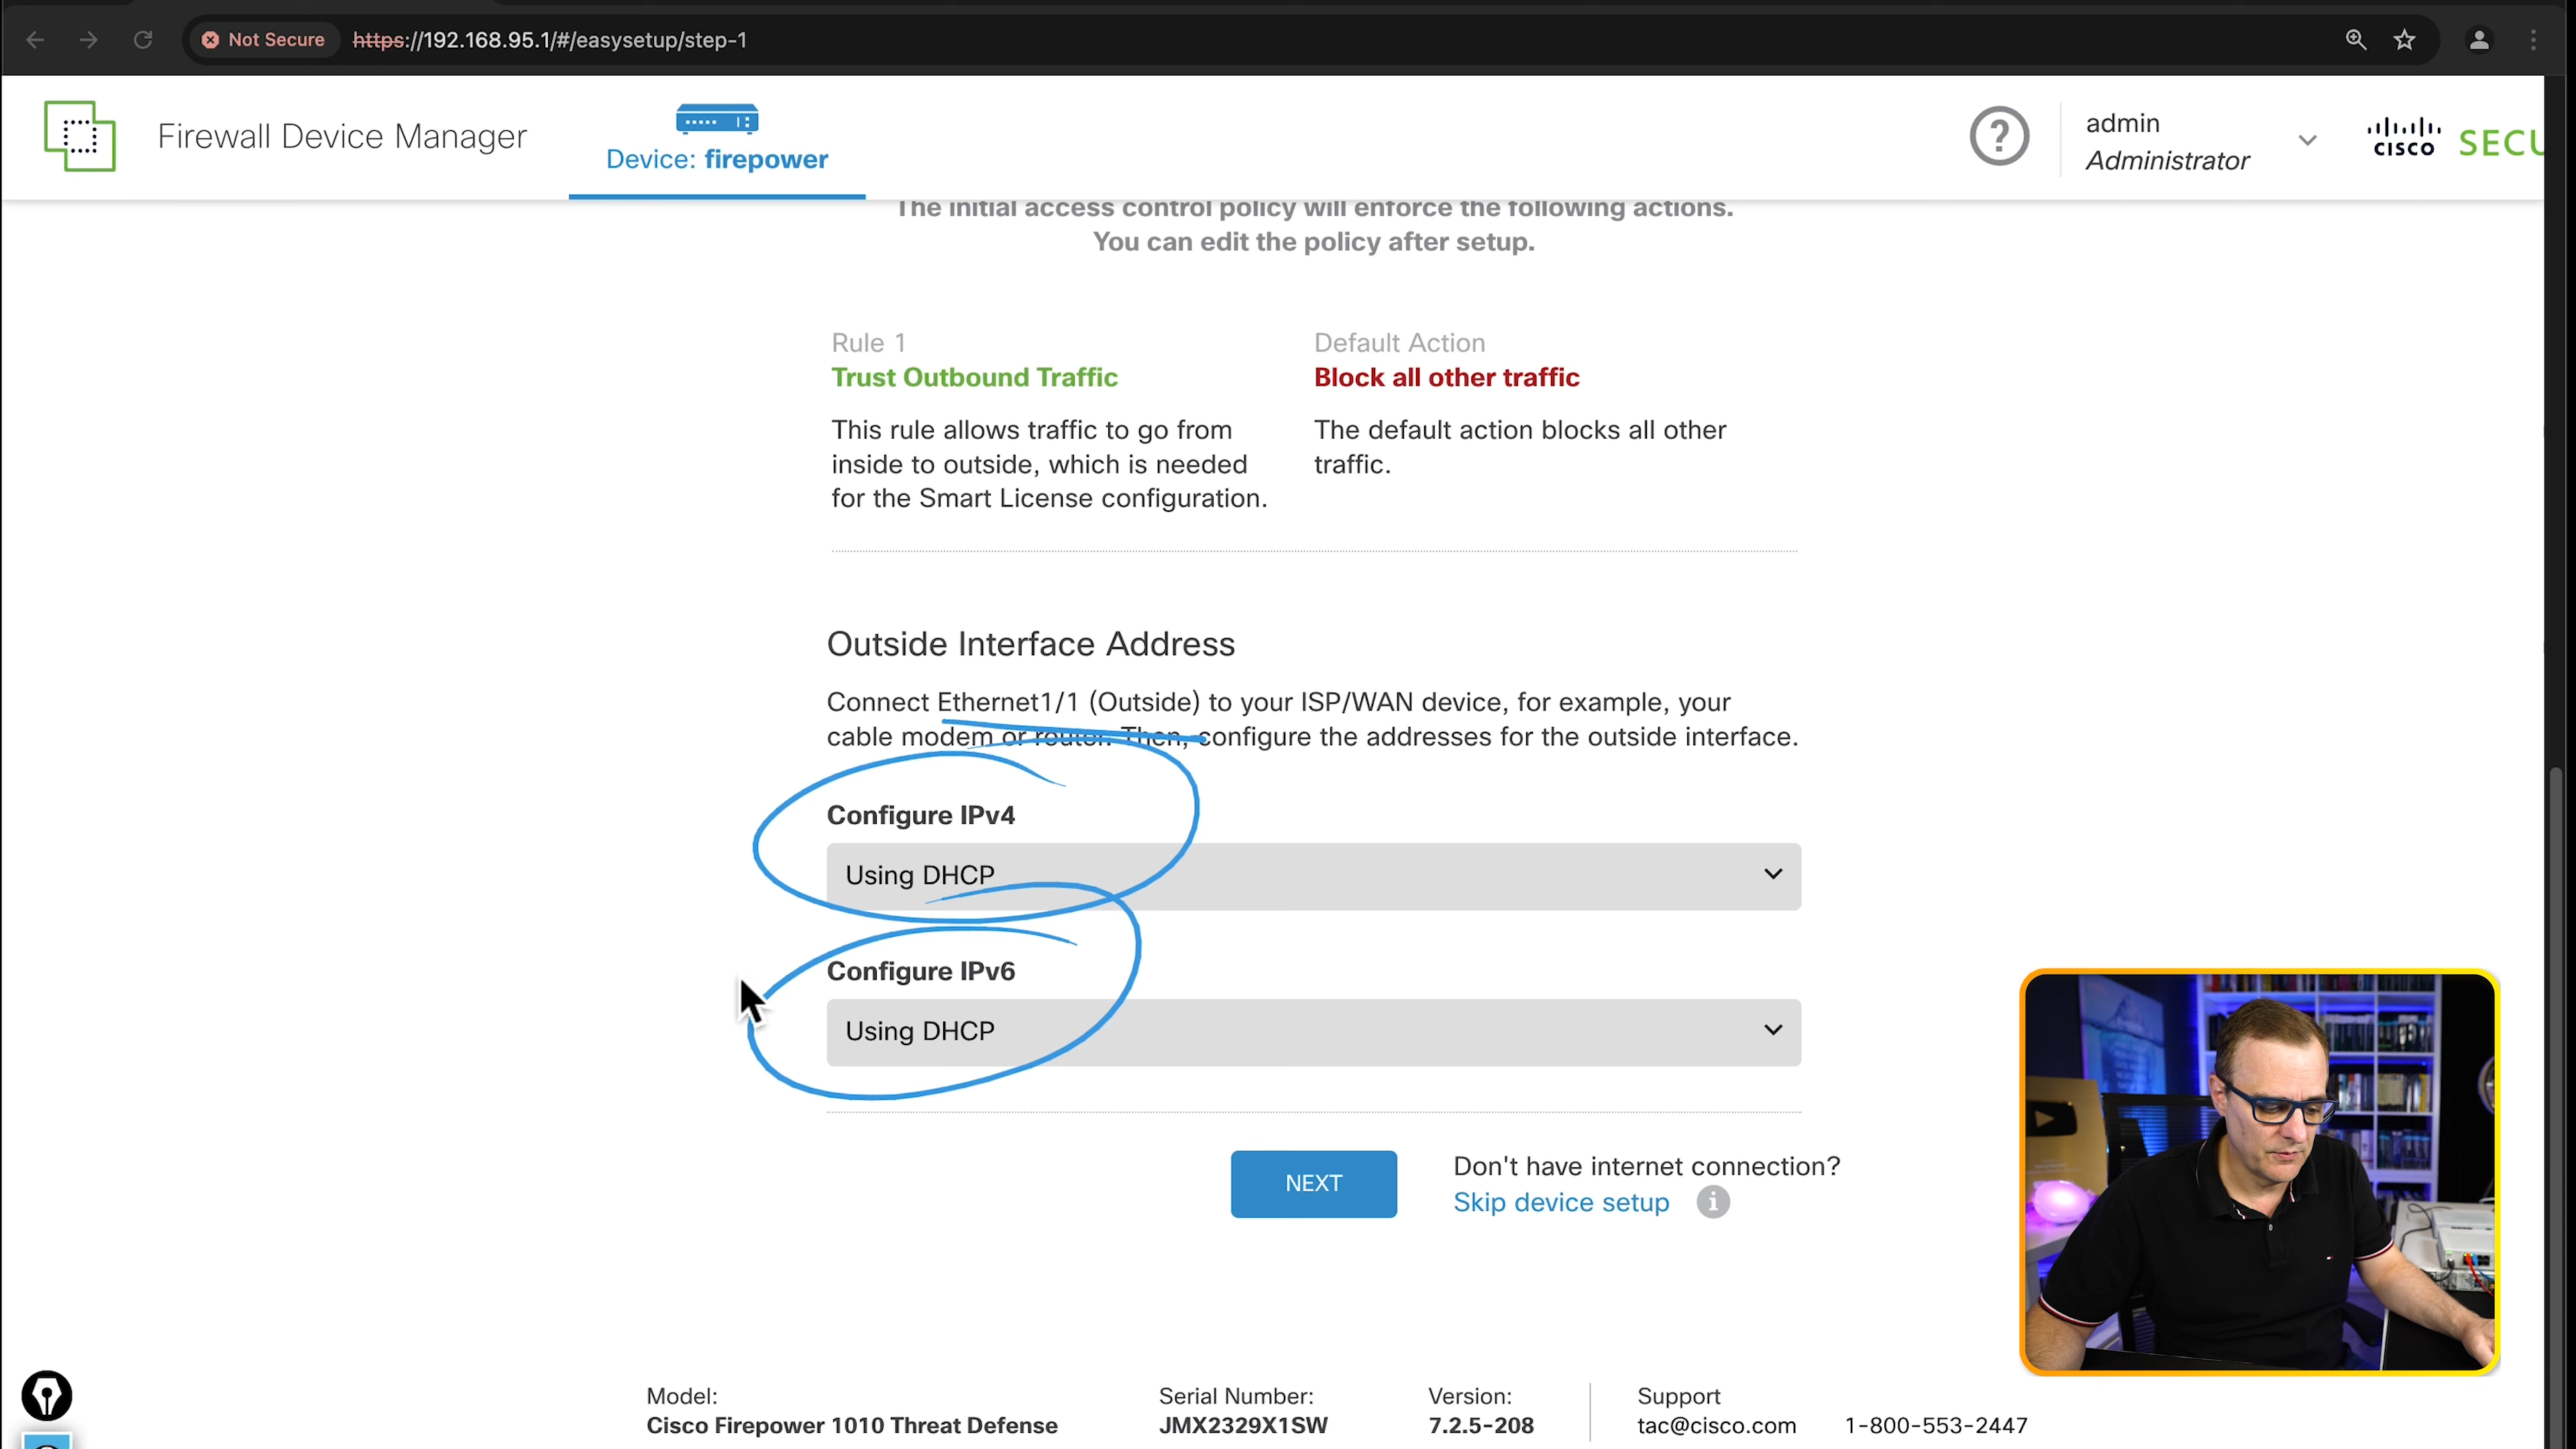 Not Secure https://192.168.95.1/#/easysetup/step-1
Firewall Device Manager
Device: firepower
?
admin
Administrator
CISCO SECU
The initial access control policy will enforce the following actions.
You can edit the policy after setup.
Rule 1
Trust Outbound Traffic
This rule allows traffic to go from
inside to outside, which is needed
for the Smart License configuration.
Default Action
Block all other traffic
The default action blocks all other
traffic.
Outside Interface Address
Connect Ethernet1/1 (Outside) to your ISP/WAN device, for example, your
cable modem or router. Then, configure the addresses for the outside interface.
Configure IPv4
Using DHCP
Configure IPv6
Using DHCP
NEXT
Don't have internet connection?
Skip device setup i
Model:
Cisco Firepower 1010 Threat Defense
Serial Number:
JMX2329X1SW
Version:
7.2.5-208
Support
tac@cisco.com 1-800-553-2447